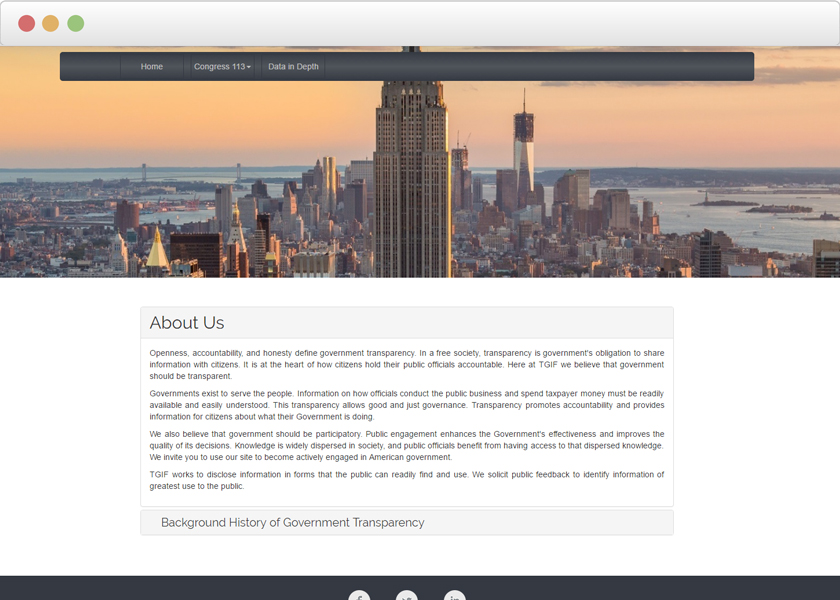 Home Congress 113 Data in Depth
About Us
Openness, accountability, and honesty define government transparency. In a free society, transparency is government's obligation to share
information with citizens. It is at the heart of how citizens hold their public officials accountable. Here at TGIF we believe that government
should be transparent.
Governments exist to serve the people. Information on how officials conduct the public business and spend taxpayer money must be readily
available and easily understood. This transparency allows good and just governance. Transparency promotes accountability and provides
information for citizens about what their Government is doing.
We also believe that government should be participatory. Public engagement enhances the Government's effectiveness and improves the
quality of its decisions. Knowledge is widely dispersed in society, and public officials benefit from having access to that dispersed knowledge.
We invite you to use our site to become actively engaged in American government.
TGIF works to disclose information in forms that the public can readily find and use. We solicit public feedback to identify information of
greatest use to the public.
Background History of Government Transparency